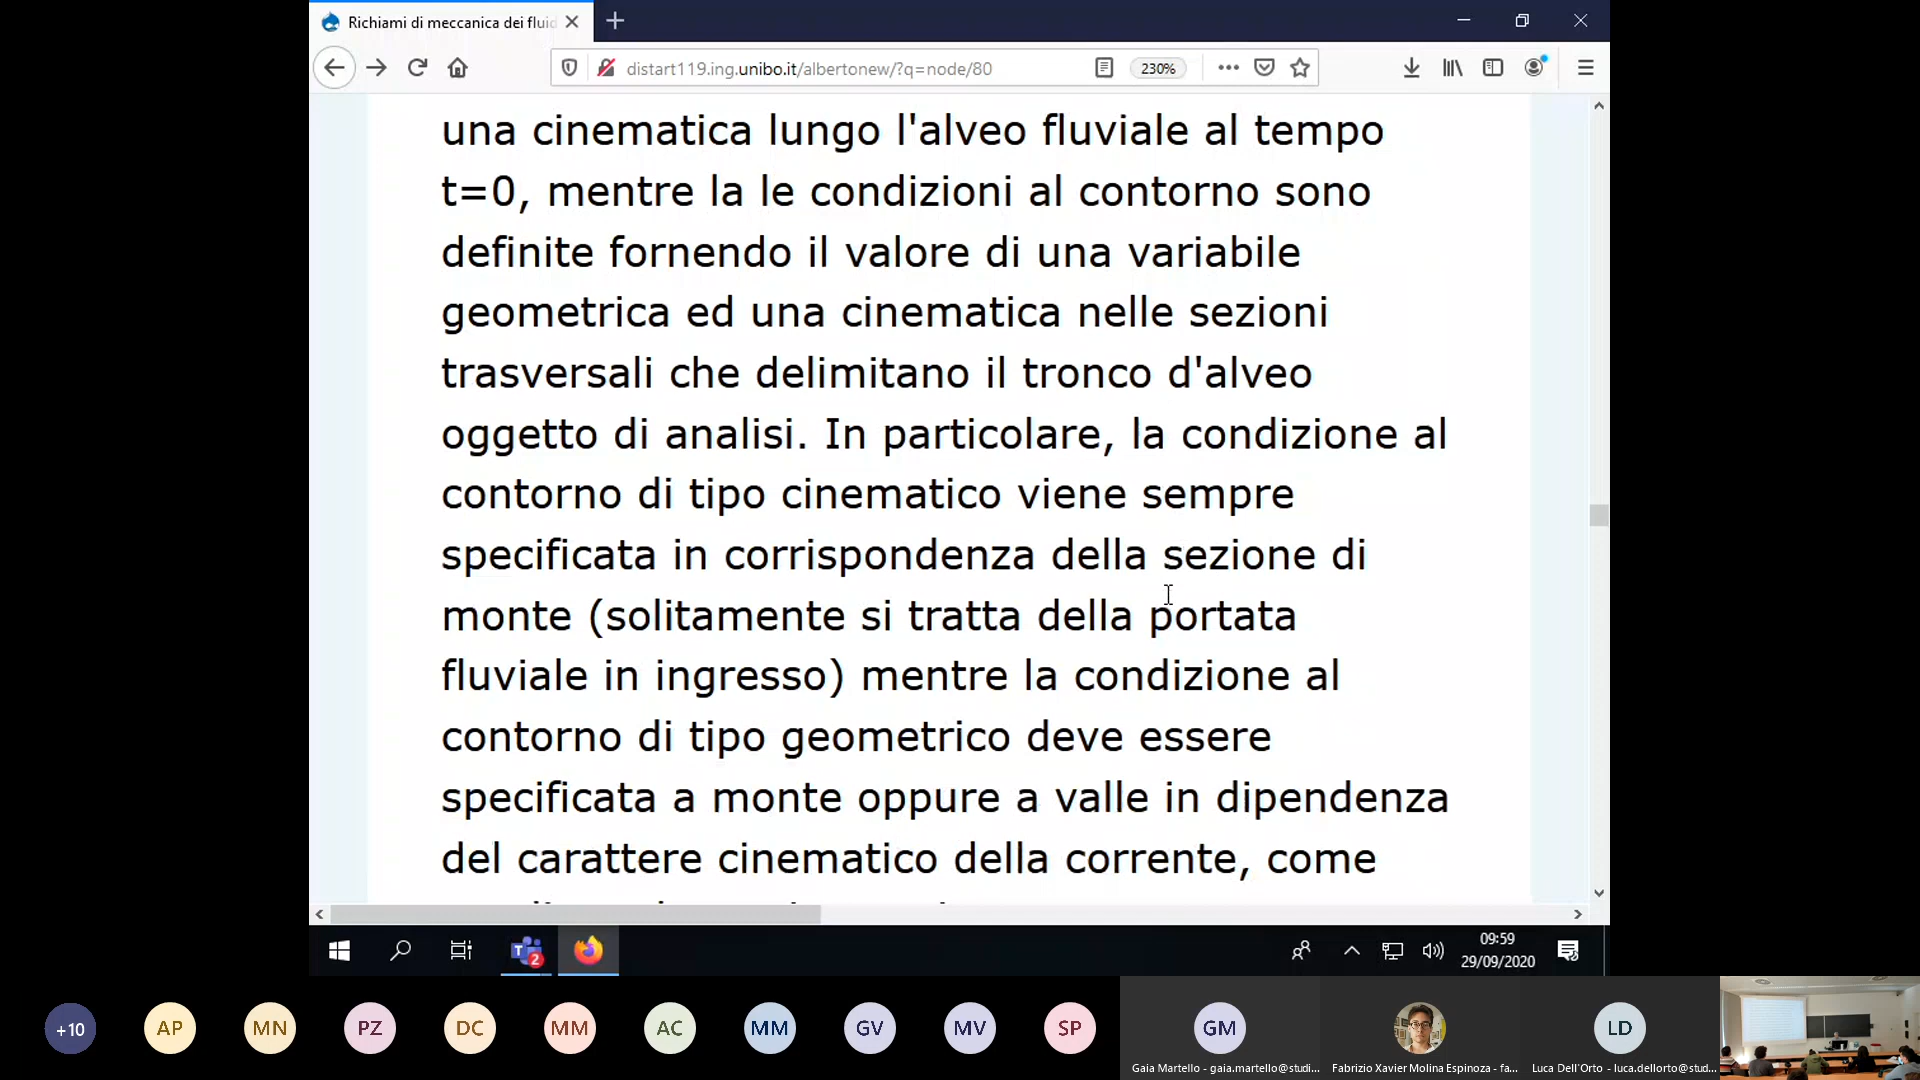 Richiami di meccanica dei fluid
distart119.ing.unibo.it/albertonew/?q=node/80
230%
una cinematica lungo l'alveo fluviale al tempo
t=0, mentre la le condizioni al contorno sono
definite fornendo il valore di una variabile
geometrica ed una cinematica nelle sezioni
trasversali che delimitano il tronco d'alveo
oggetto di analisi. In particolare, la condizione al
contorno di tipo cinematico viene sempre
specificata in corrispondenza della sezione di
monte (solitamente si tratta della portata
fluviale in ingresso) mentre la condizione al
contorno di tipo geometrico deve essere
specificata a monte oppure a valle in dipendenza
del carattere cinematico della corrente, come
T 2
09:59
29/09/2020
+10 AP MN PZ DC MM AC MM GV MV SP GM LD
Gaia Martello - gaia.martello@studi...
Fabrizio Xavier Molina Espinoza - fa...
Luca Dell'Orto - luca.dellorto@stud...